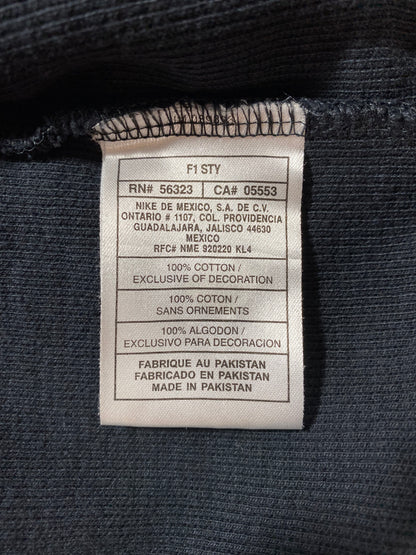 F1 STY
RN# 56323 CA# 05553
NIKE DE MEXICO, S.A. DE C.V.
ONTARIO # 1107, COL. PROVIDENCIA
GUADALAJARA, JALISCO 44630
MEXICO
RFC# NME 920220 KL4
100% COTTON /
EXCLUSIVE OF DECORATION
100% COTON /
SANS ORNEMENTS
100% ALGODON /
EXCLUSIVO PARA DECORACION
FABRIQUE AU PAKISTAN
FABRICADO EN PAKISTAN
MADE IN PAKISTAN